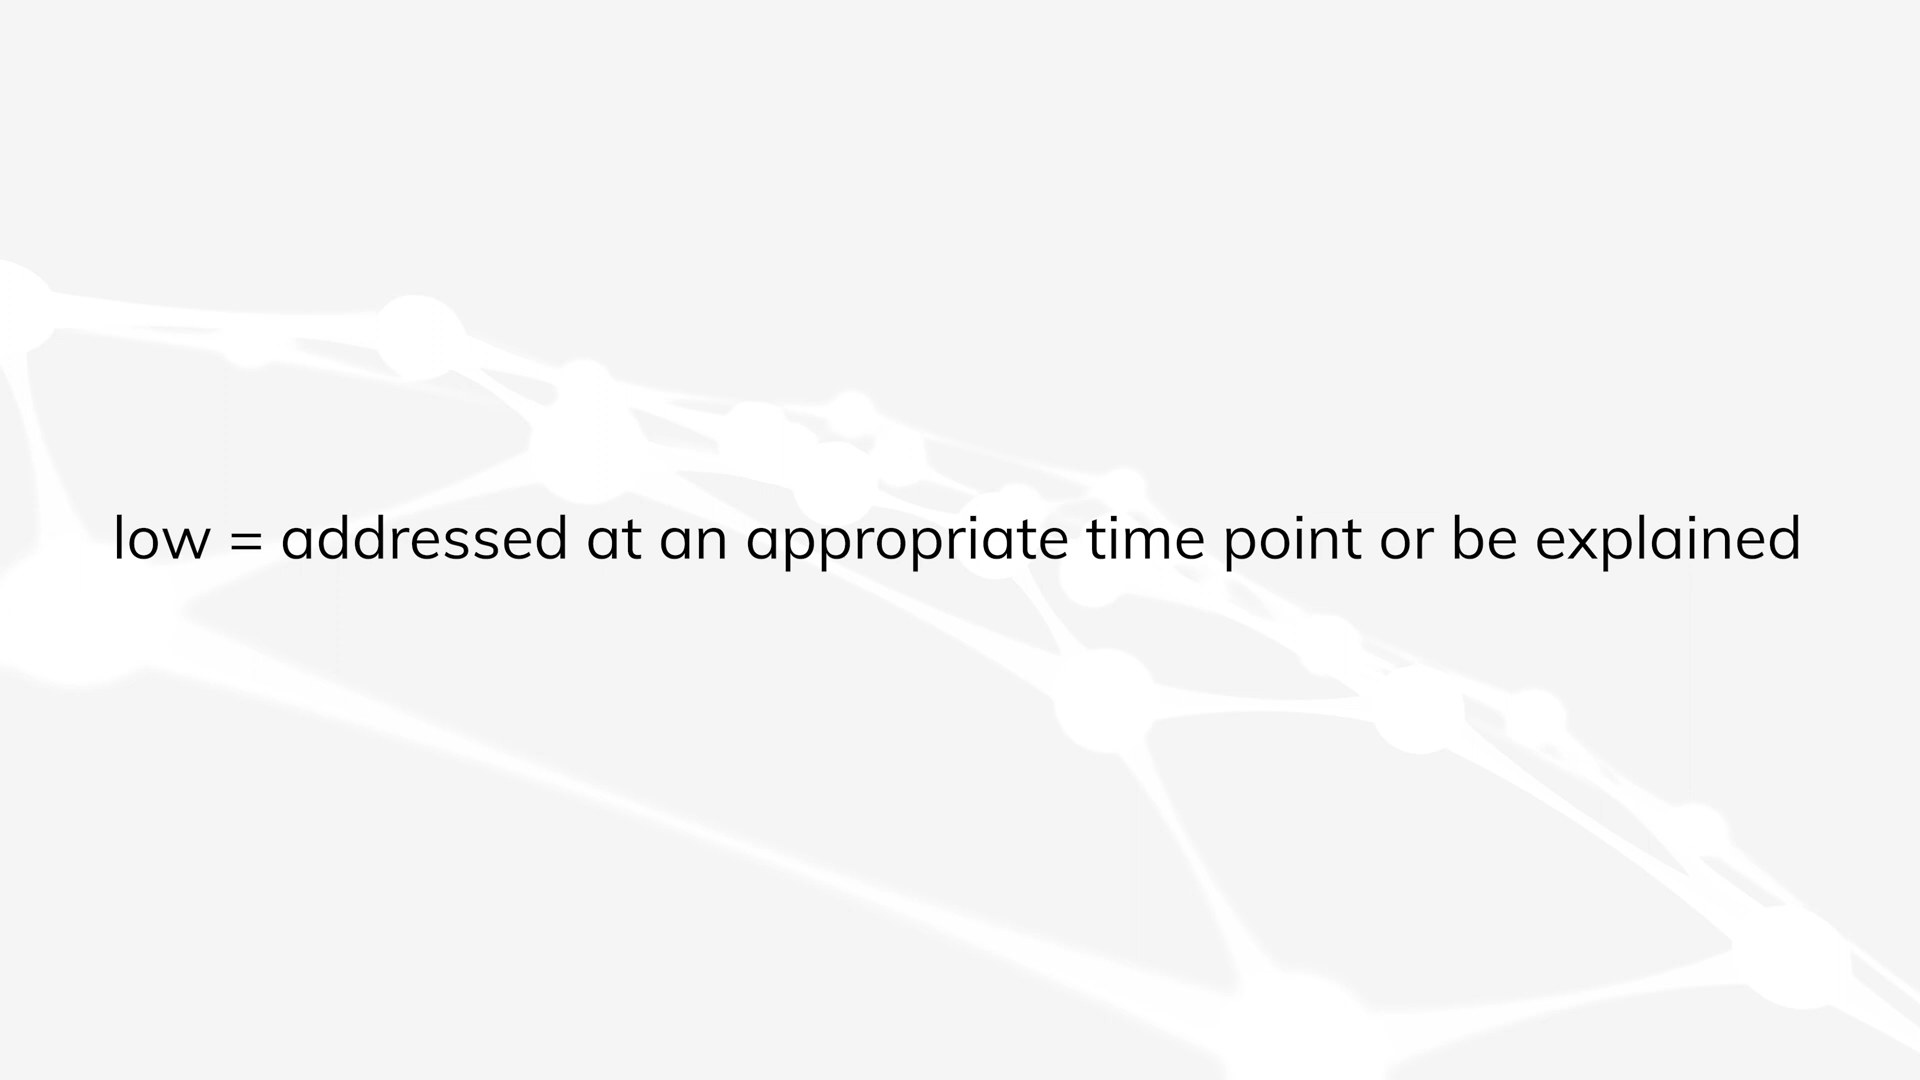 low = addressed at an appropriate time point or be explained